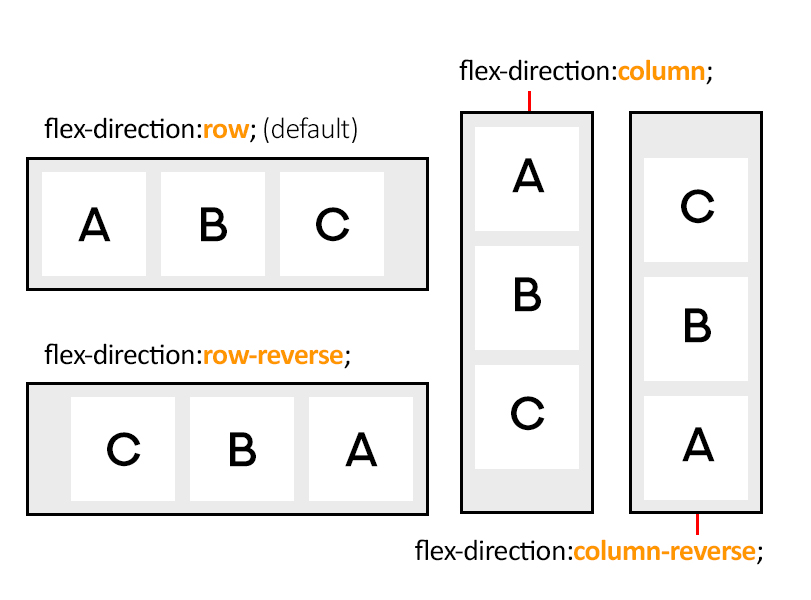 flex-direction:row; (default)
A B C
flex-direction:row-reverse;
C B A
flex-direction:column;
A
B
C
C
B
A
flex-direction:column-reverse;